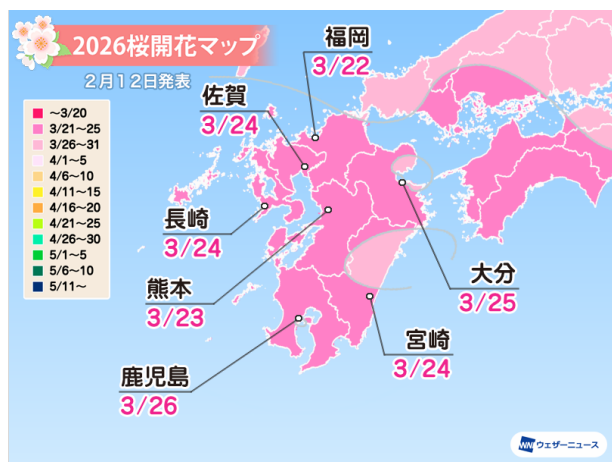 2026桜開花マップ
2月12日発表
～3/20
3/21～25
3/26～31
4/1～5
4/6～10
4/11～15
4/16～20
4/21～25
4/26～30
5/1～5
5/6～10
5/11～
福岡
3/22
佐賀
3/24
長崎
3/24
熊本
3/23
大分
3/25
宮崎
3/24
鹿児島
3/26
WN ウェザーニュース